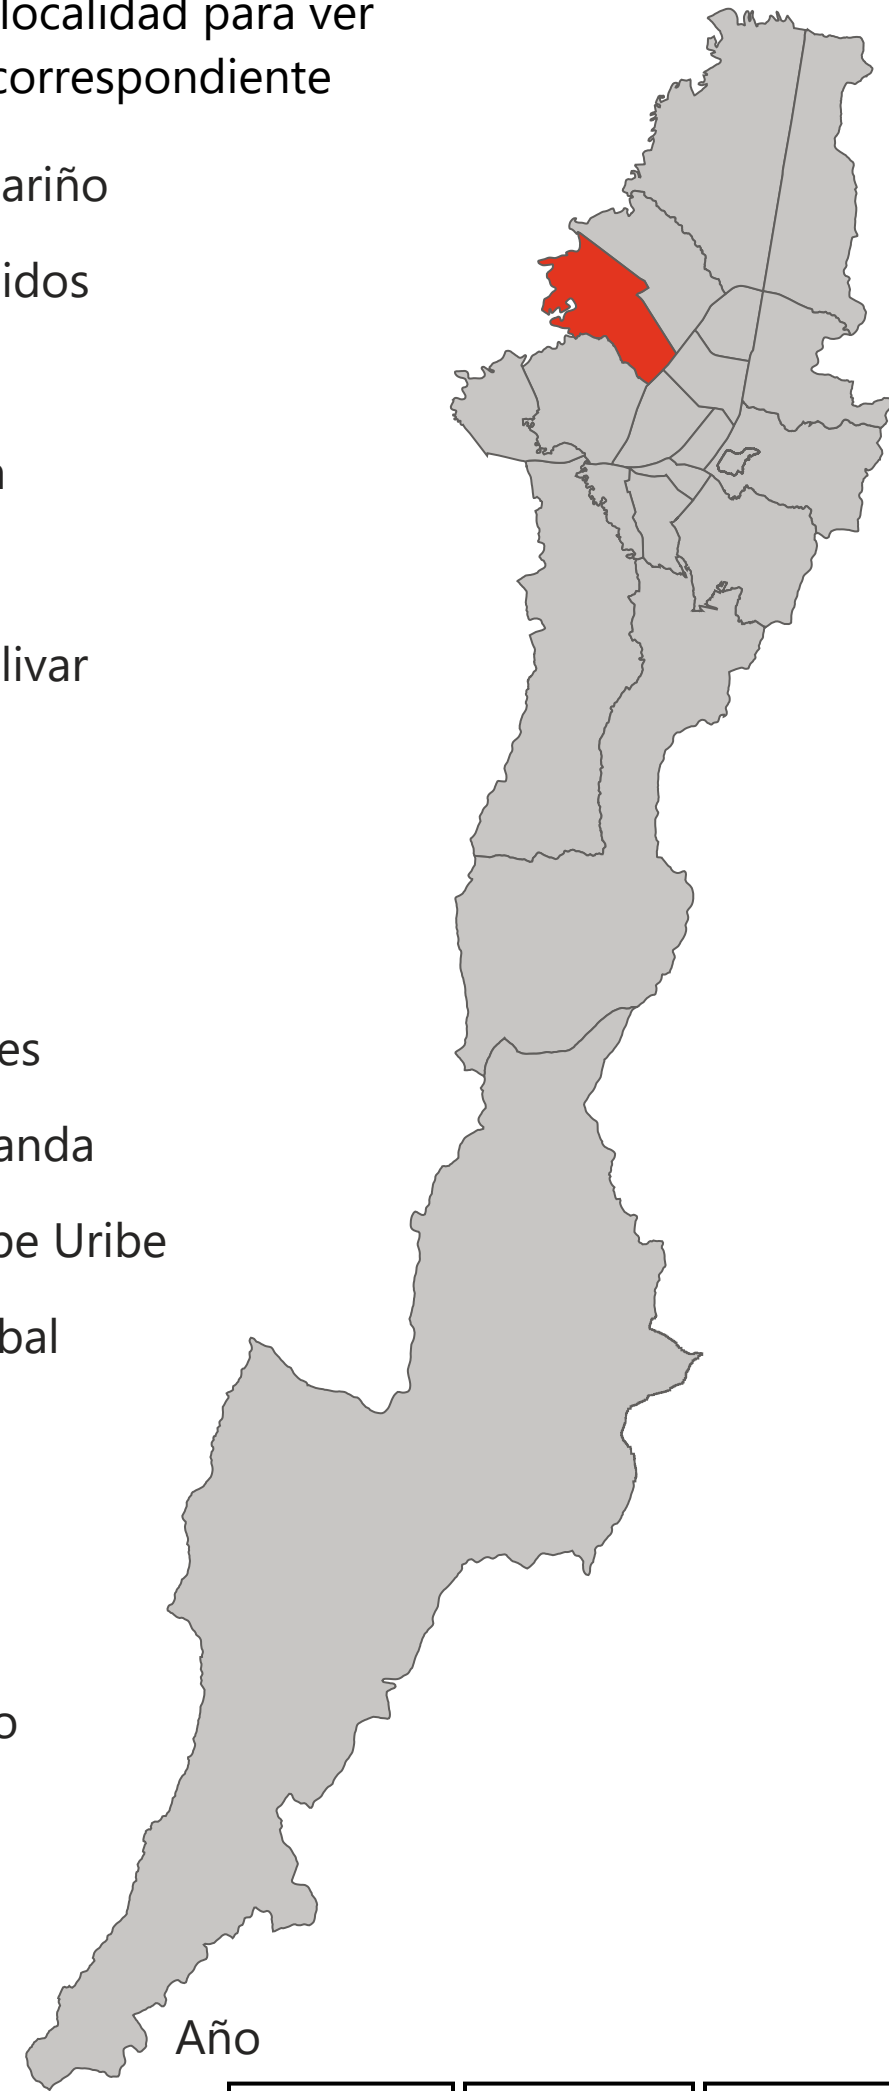 localidad para ver
correspondiente
ariño
idos
livar
es
anda
be Uribe
bal
o
Año